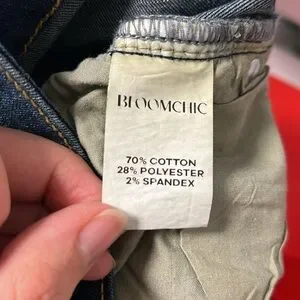 BLOOMCHIC
70% COTTON
28% POLYESTER
2% SPANDEX